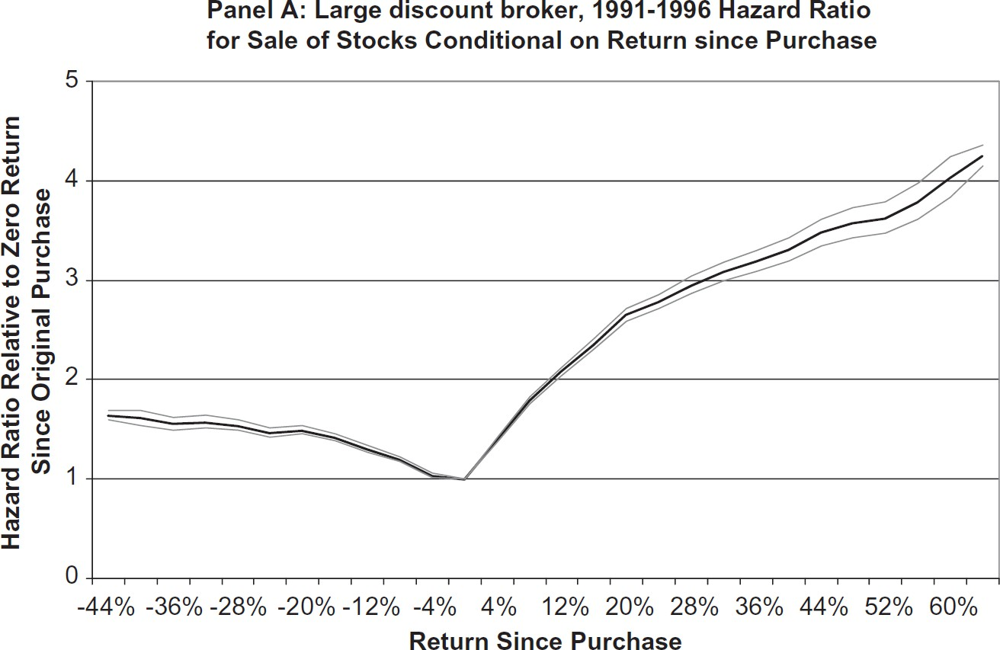 Panel A: Large discount broker, 1991-1996 Hazard Ratio
for Sale of Stocks Conditional on Return since Purchase
Hazard Ratio Relative to Zero Return
Since Original Purchase
5
4
3
2
1
0
-44% -36% -28% -20% -12% -4% 4% 12% 20% 28% 36% 44% 52% 60%
Return Since Purchase